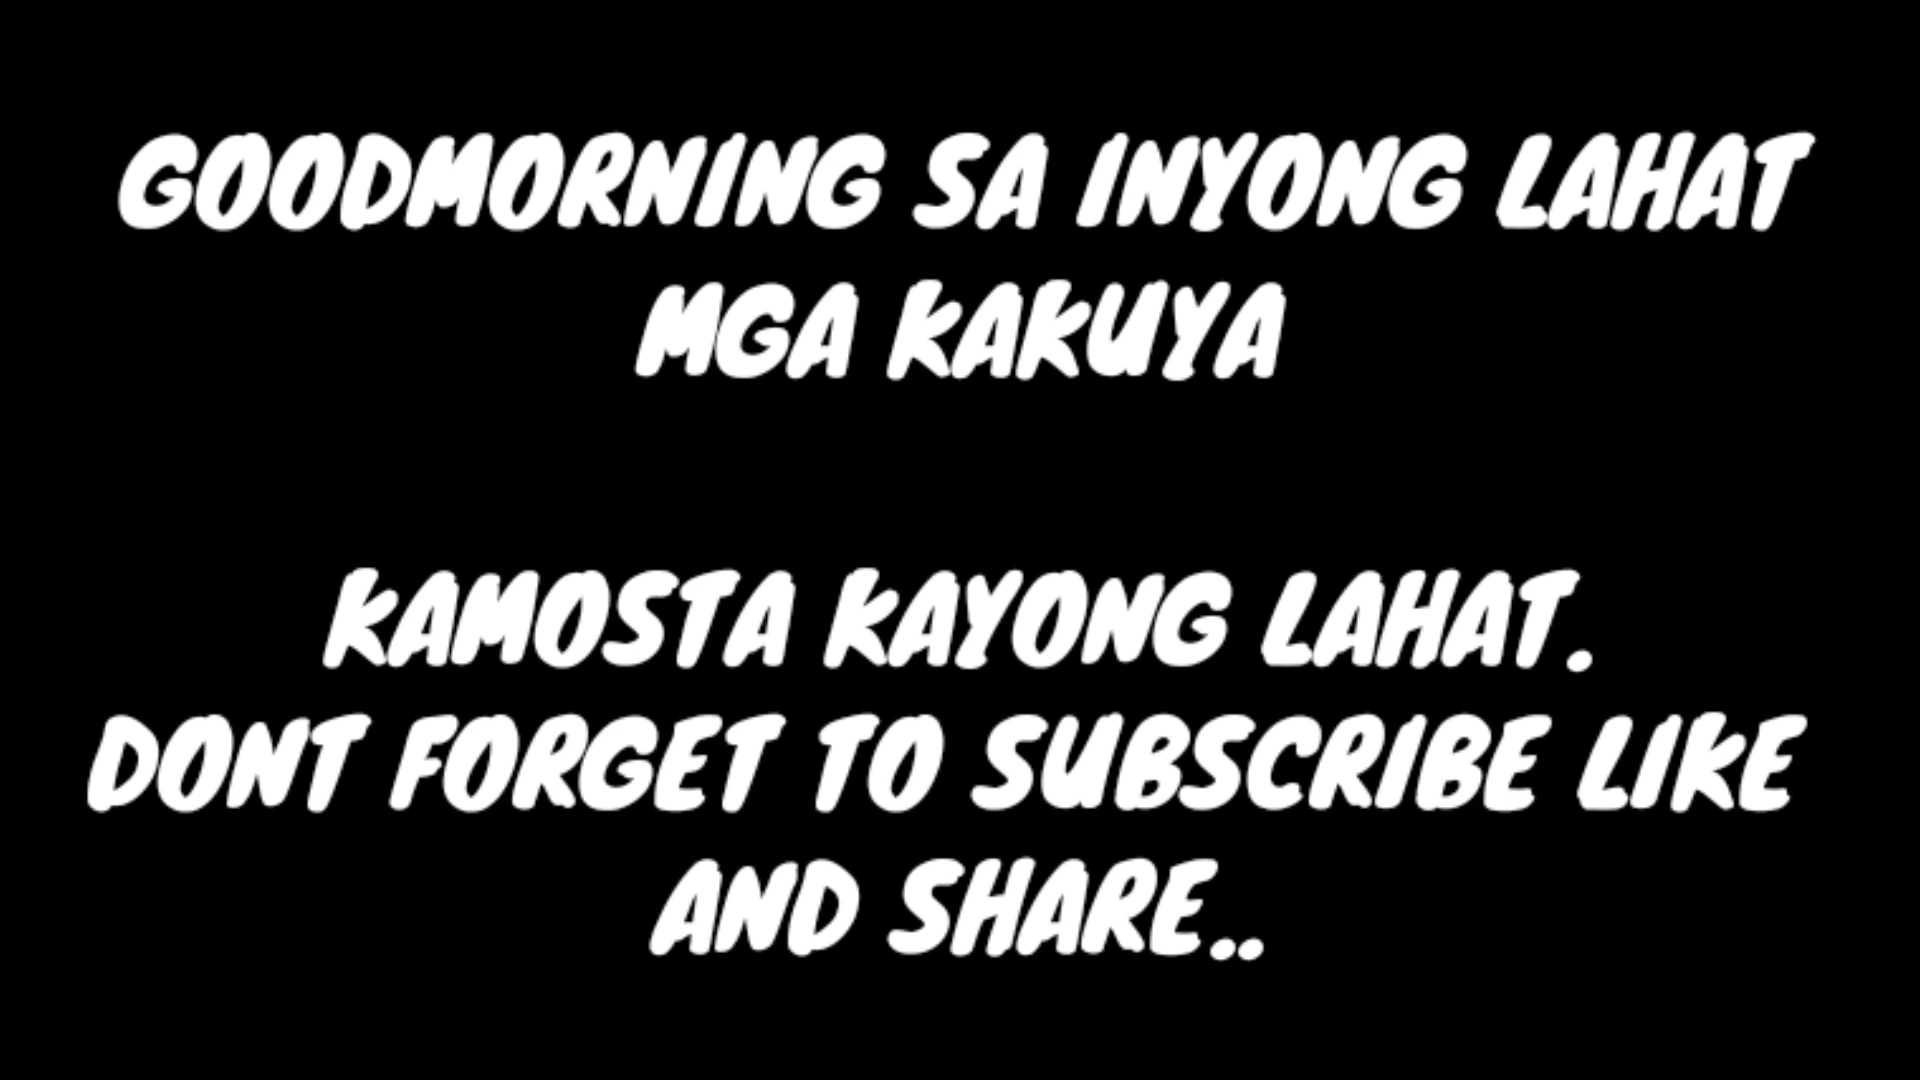 GOODMORNING SA INYONG LAHAT
MGA KAKUYA
KAMOSTA KAYONG LAHAT.
DONT FORGET TO SUBSCRIBE LIKE
AND SHARE..